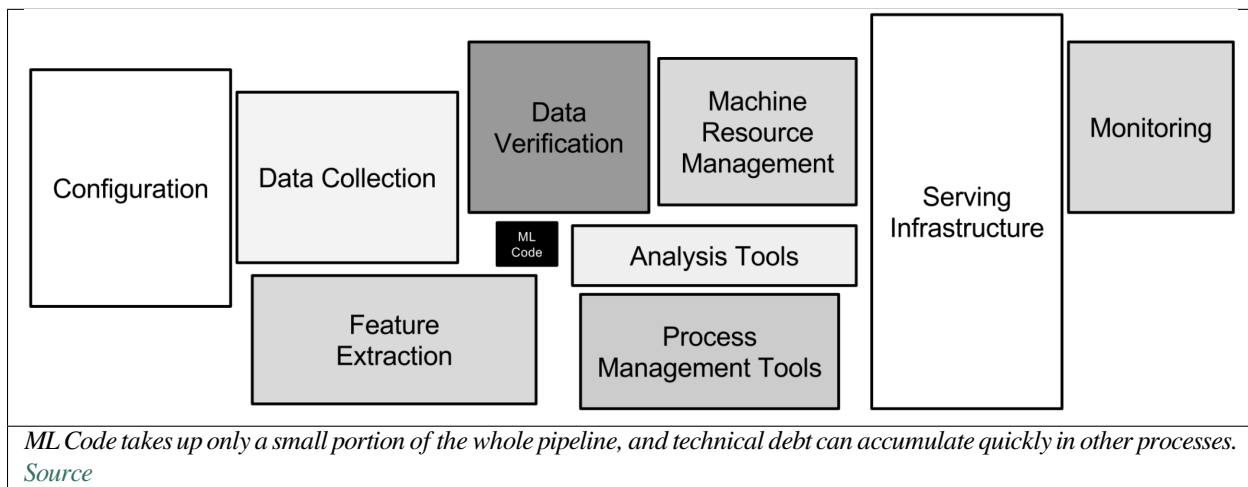 Configuration
Data Collection
Feature
Extraction
Data
Verification
ML
Code
Machine
Resource
Management
Analysis Tools
Process
Management Tools
Serving
Infrastructure
Monitoring
ML Code takes up only a small portion of the whole pipeline, and technical debt can accumulate quickly in other processes.
Source